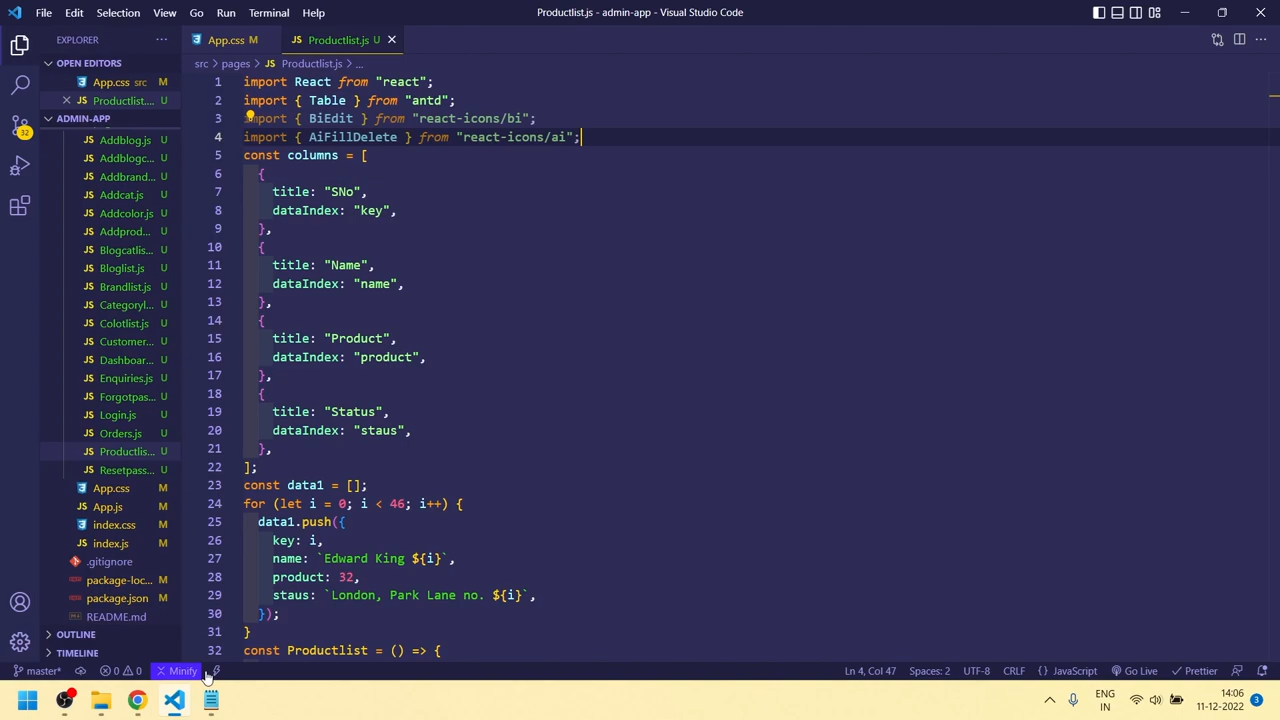 File Edit Selection View Go Run Terminal Help
Productlist.js - admin-app - Visual Studio Code
EXPLORER
OPEN EDITORS
App.css src M
Productlist.... U
ADMIN-APP
Addblog.js U
Addblogc... U
Addbrand... U
Addcat.js U
Addcolor.js U
Addprod... U
Blogcatlis... U
Bloglist.js U
Brandlist.js U
Categoryl... U
Colotlist.js U
Customer... U
Dashboar... U
Enquiries.js U
Forgotpas... U
Login.js U
Orders.js U
Productlis... U
Resetpass... U
App.css M
App.js M
index.css M
index.js M
.gitignore
package-loc... M
package.json M
README.md
OUTLINE
TIMELINE
App.css M
Productlist.js U
src > pages > JS Productlist.js > ...
1 import React from "react";
2 import { Table } from "antd";
3 import { BiEdit } from "react-icons/bi";
4 import { AiFillDelete } from "react-icons/ai";
5 const columns = [
6 {
7 title: "SNo",
8 dataIndex: "key",
9 },
10 {
11 title: "Name",
12 dataIndex: "name",
13 },
14 {
15 title: "Product",
16 dataIndex: "product",
17 },
18 {
19 title: "Status",
20 dataIndex: "staus",
21 },
22 ];
23 const data1 = [];
24 for (let i = 0; i < 46; i++) {
25 data1.push({
26 key: i,
27 name: `Edward King ${i}`,
28 product: 32,
29 staus: `London, Park Lane no. ${i}`,
30 });
31 }
32 const Productlist = () => {
32
master* 0 0 Minify
Ln 4, Col 47 Spaces: 2 UTF-8 CRLF { } JavaScript Go Live Prettier
ENG
IN
14:06
11-12-2022
3